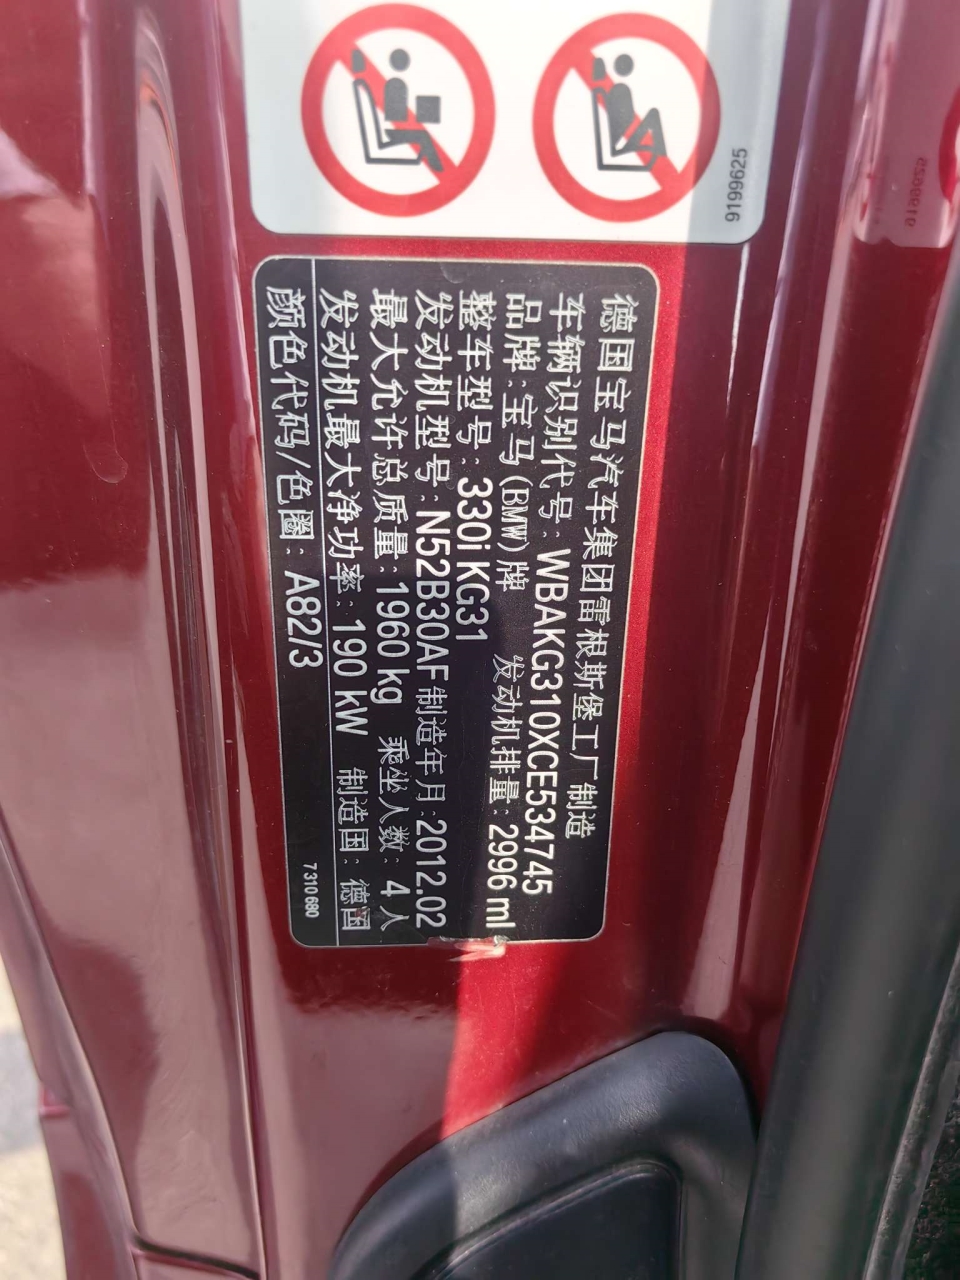 9199625
德国宝马汽车集团雷根斯堡工厂制造
车辆识别代号: WBAKG310XCE534745
品牌: 宝马(BMW)牌 发动机排量: 2996 ml
整车型号: 330i KG31
发动机型号: N52B30AF 制造年月: 2012.02
最大允许总质量: 1960 kg 乘坐人数: 4人
发动机最大净功率: 190 kW 制造国: 德国
颜色代码/色圈: A82/3
7 310 680